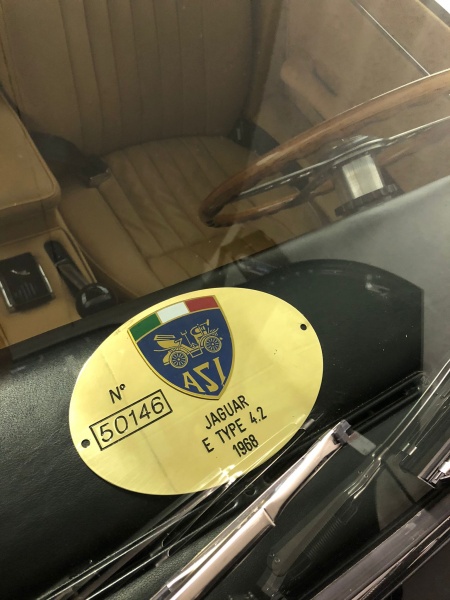 ASI
N°
50146
JAGUAR
E TYPE 4.2
1968